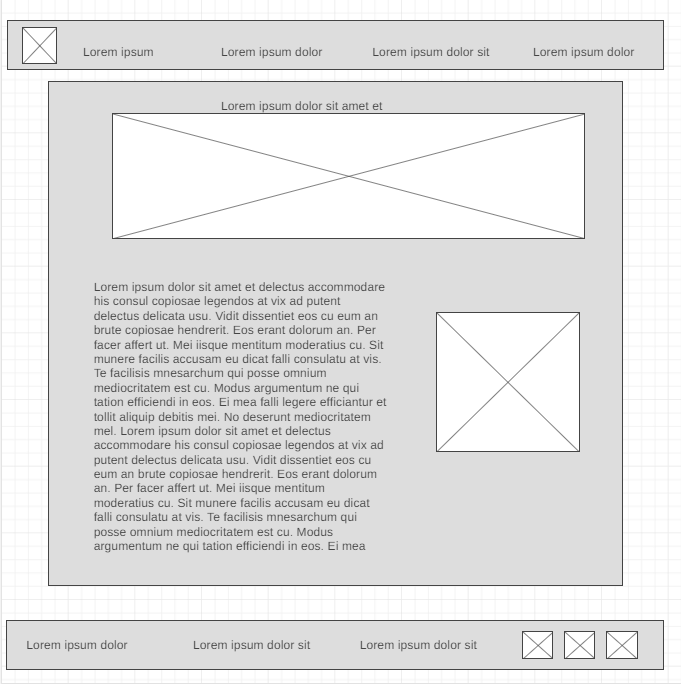 Lorem ipsum Lorem ipsum dolor Lorem ipsum dolor sit Lorem ipsum dolor
Lorem ipsum dolor sit amet et
Lorem ipsum dolor sit amet et delectus accommodare
his consul copiosae legendos at vix ad putent
delectus delicata usu. Vidit dissentiet eos cu eum an
brute copiosae hendrerit. Eos erant dolorum an. Per
facer affert ut. Mei iisque mentitum moderatius cu. Sit
munere facilis accusam eu dicat falli consulatu at vis.
Te facilisis mnesarchum qui posse omnium
mediocritatem est cu. Modus argumentum ne qui
tation efficiendi in eos. Ei mea falli legere efficiantur et
tollit aliquip debitis mei. No deserunt mediocritatem
mel. Lorem ipsum dolor sit amet et delectus
accommodare his consul copiosae legendos at vix ad
putent delectus delicata usu. Vidit dissentiet eos cu
eum an brute copiosae hendrerit. Eos erant dolorum
an. Per facer affert ut. Mei iisque mentitum
moderatius cu. Sit munere facilis accusam eu dicat
falli consulatu at vis. Te facilisis mnesarchum qui
posse omnium mediocritatem est cu. Modus
argumentum ne qui tation efficiendi in eos. Ei mea
Lorem ipsum dolor Lorem ipsum dolor sit Lorem ipsum dolor sit